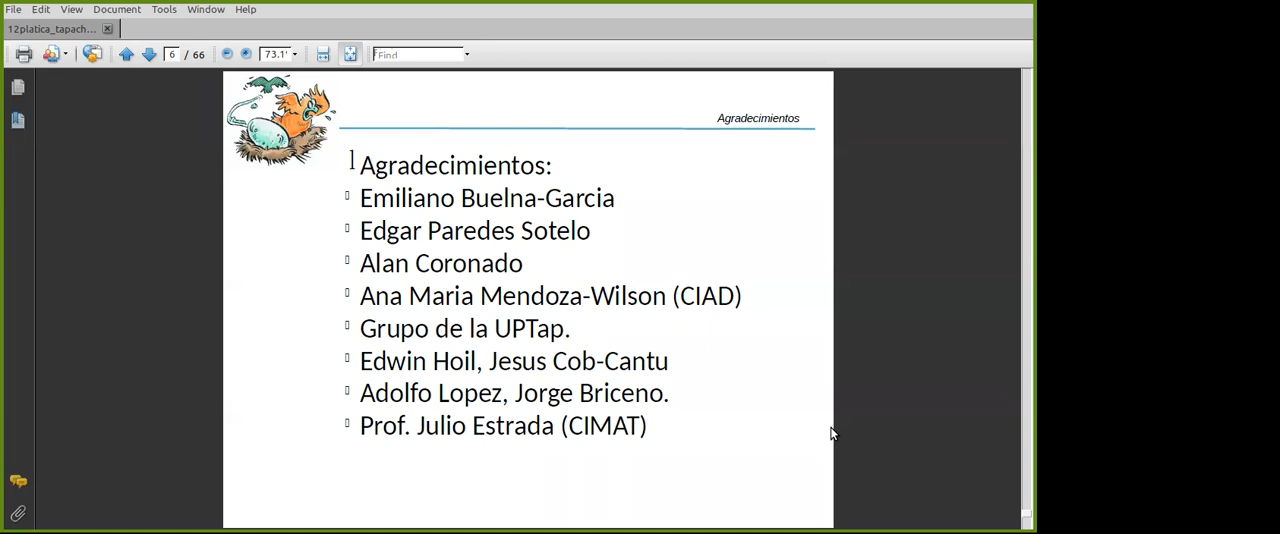 File Edit View Document Tools Window Help
12platica_tapach...
6 / 66 73.1% Find
Agradecimientos
Agradecimientos:
Emiliano Buelna-Garcia
Edgar Paredes Sotelo
Alan Coronado
Ana Maria Mendoza-Wilson (CIAD)
Grupo de la UPTap.
Edwin Hoil, Jesus Cob-Cantu
Adolfo Lopez, Jorge Briceno.
Prof. Julio Estrada (CIMAT)